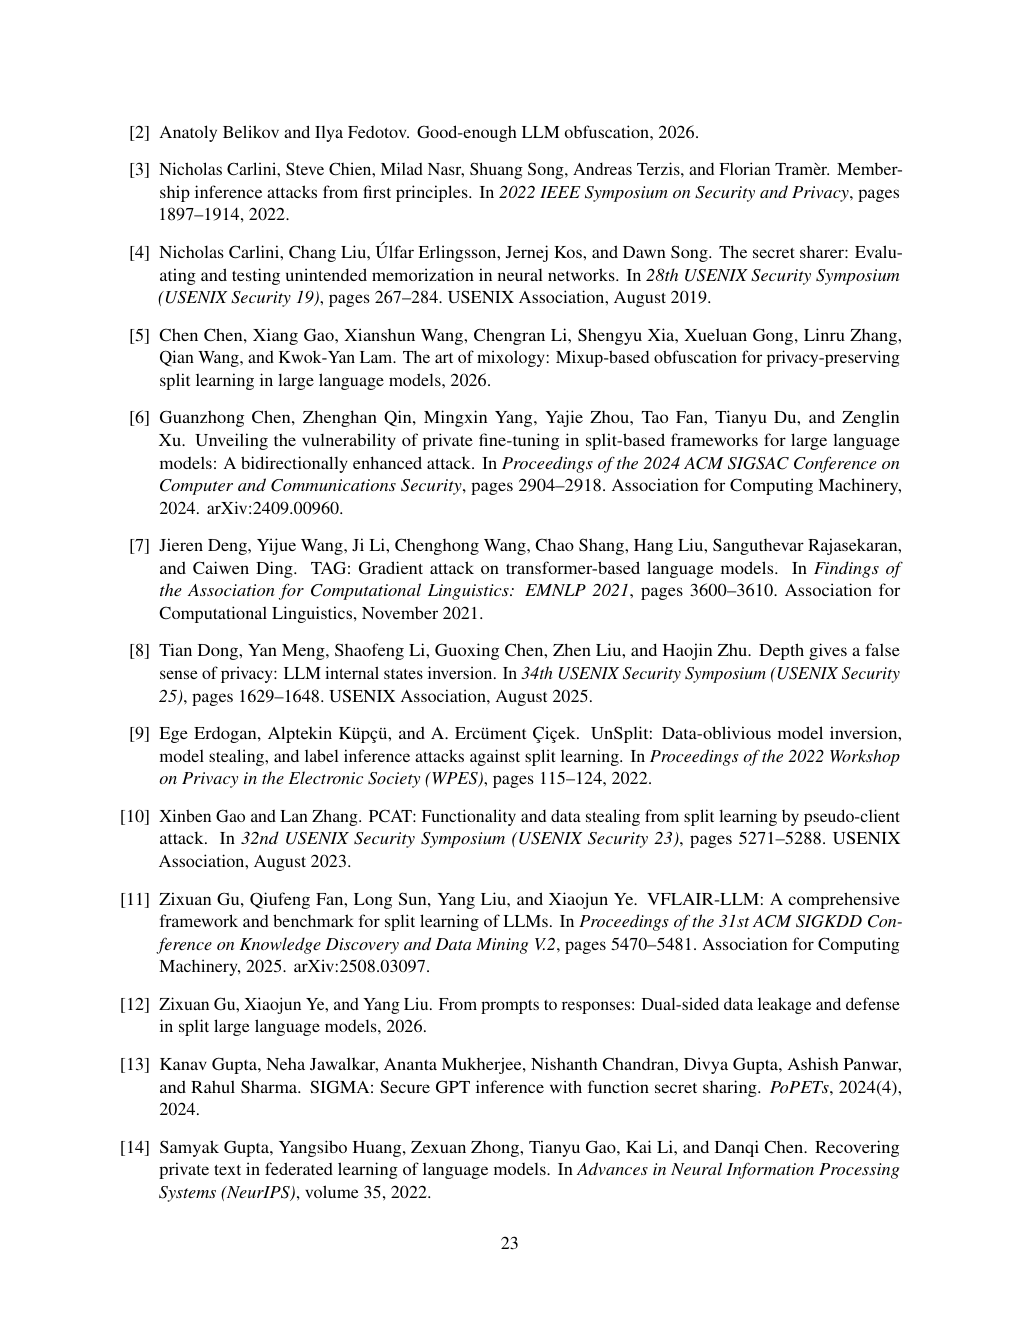 [2] Anatoly Belikov and Ilya Fedotov. Good-enough LLM obfuscation, 2026.
[3] Nicholas Carlini, Steve Chien, Milad Nasr, Shuang Song, Andreas Terzis, and Florian Tramèr. Member-
ship inference attacks from first principles. In 2022 IEEE Symposium on Security and Privacy, pages
1897–1914, 2022.
[4] Nicholas Carlini, Chang Liu, Úlfar Erlingsson, Jernej Kos, and Dawn Song. The secret sharer: Evalu-
ating and testing unintended memorization in neural networks. In 28th USENIX Security Symposium
(USENIX Security 19), pages 267–284. USENIX Association, August 2019.
[5] Chen Chen, Xiang Gao, Xianshun Wang, Chengran Li, Shengyu Xia, Xueluan Gong, Linru Zhang,
Qian Wang, and Kwok-Yan Lam. The art of mixology: Mixup-based obfuscation for privacy-preserving
split learning in large language models, 2026.
[6] Guanzhong Chen, Zhenghan Qin, Mingxin Yang, Yajie Zhou, Tao Fan, Tianyu Du, and Zenglin
Xu. Unveiling the vulnerability of private fine-tuning in split-based frameworks for large language
models: A bidirectionally enhanced attack. In Proceedings of the 2024 ACM SIGSAC Conference on
Computer and Communications Security, pages 2904–2918. Association for Computing Machinery,
2024. arXiv:2409.00960.
[7] Jieren Deng, Yijue Wang, Ji Li, Chenghong Wang, Chao Shang, Hang Liu, Sanguthevar Rajasekaran,
and Caiwen Ding. TAG: Gradient attack on transformer-based language models. In Findings of
the Association for Computational Linguistics: EMNLP 2021, pages 3600–3610. Association for
Computational Linguistics, November 2021.
[8] Tian Dong, Yan Meng, Shaofeng Li, Guoxing Chen, Zhen Liu, and Haojin Zhu. Depth gives a false
sense of privacy: LLM internal states inversion. In 34th USENIX Security Symposium (USENIX Security
25), pages 1629–1648. USENIX Association, August 2025.
[9] Ege Erdogan, Alptekin Küpçü, and A. Ercüment Çiçek. UnSplit: Data-oblivious model inversion,
model stealing, and label inference attacks against split learning. In Proceedings of the 2022 Workshop
on Privacy in the Electronic Society (WPES), pages 115–124, 2022.
[10] Xinben Gao and Lan Zhang. PCAT: Functionality and data stealing from split learning by pseudo-client
attack. In 32nd USENIX Security Symposium (USENIX Security 23), pages 5271–5288. USENIX
Association, August 2023.
[11] Zixuan Gu, Qiufeng Fan, Long Sun, Yang Liu, and Xiaojun Ye. VFLAIR-LLM: A comprehensive
framework and benchmark for split learning of LLMs. In Proceedings of the 31st ACM SIGKDD Con-
ference on Knowledge Discovery and Data Mining V.2, pages 5470–5481. Association for Computing
Machinery, 2025. arXiv:2508.03097.
[12] Zixuan Gu, Xiaojun Ye, and Yang Liu. From prompts to responses: Dual-sided data leakage and defense
in split large language models, 2026.
[13] Kanav Gupta, Neha Jawalkar, Ananta Mukherjee, Nishanth Chandran, Divya Gupta, Ashish Panwar,
and Rahul Sharma. SIGMA: Secure GPT inference with function secret sharing. PoPETs, 2024(4),
2024.
[14] Samyak Gupta, Yangsibo Huang, Zexuan Zhong, Tianyu Gao, Kai Li, and Danqi Chen. Recovering
private text in federated learning of language models. In Advances in Neural Information Processing
Systems (NeurIPS), volume 35, 2022.
23